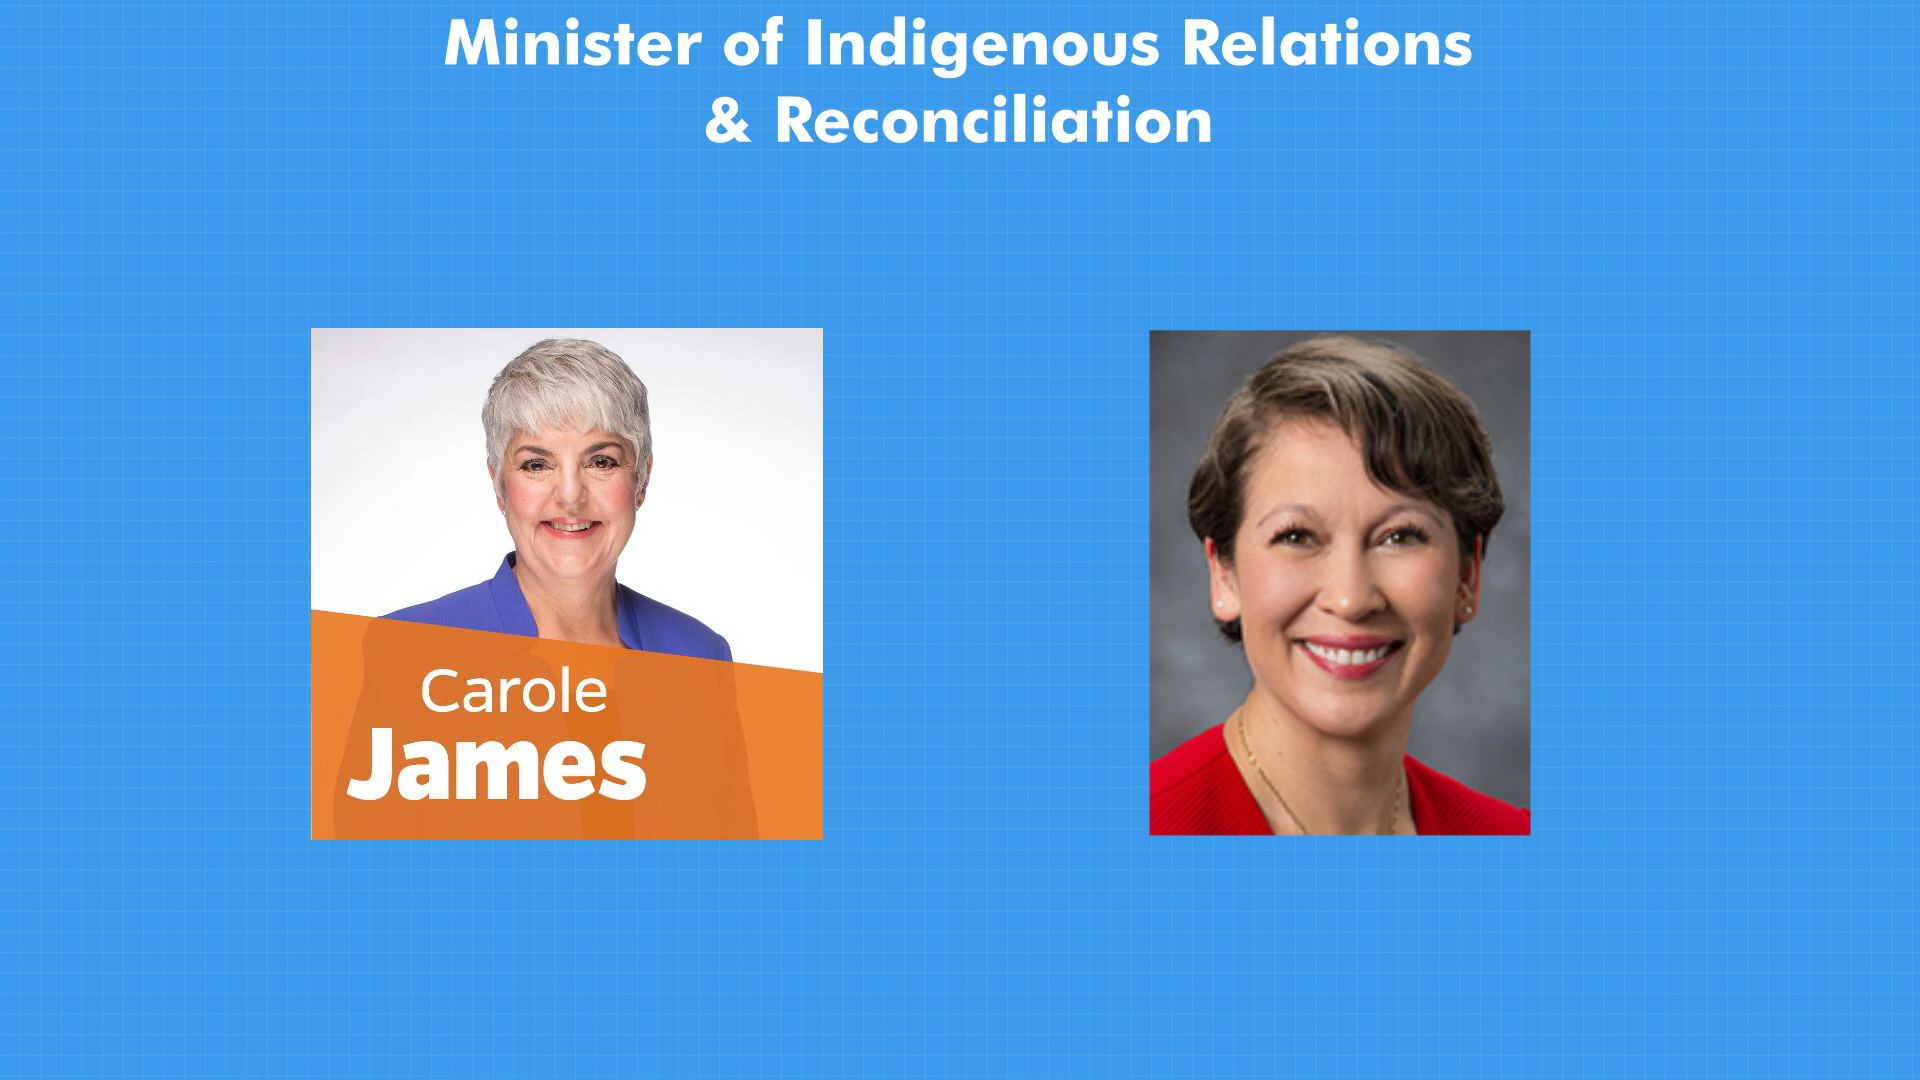 Minister of Indigenous Relations
& Reconciliation
Carole
James